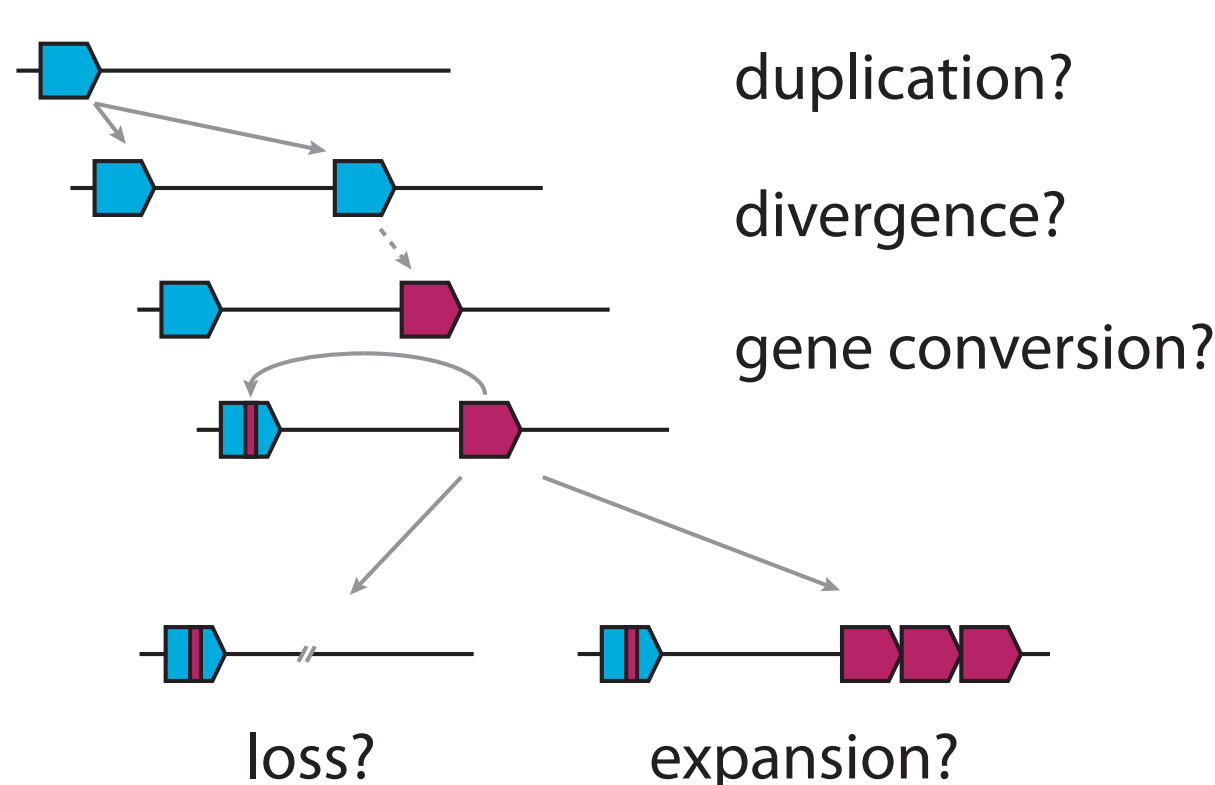 duplication?
divergence?
gene conversion?
loss?
expansion?